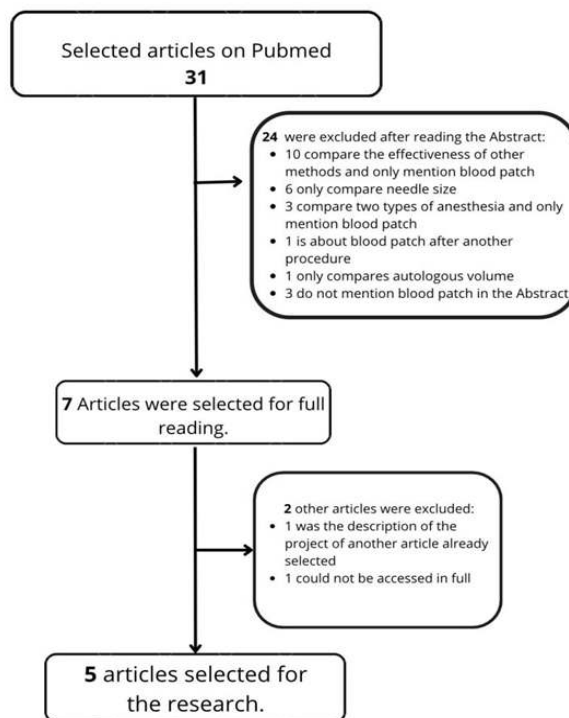 Selected articles on Pubmed
31
24 were excluded after reading the Abstract:
• 10 compare the effectiveness of other
methods and only mention blood patch
• 6 only compare needle size
• 3 compare two types of anesthesia and only
mention blood patch
• 1 is about blood patch after another
procedure
• 1 only compares autologous volume
• 3 do not mention blood patch in the Abstract
7 Articles were selected for full
reading.
2 other articles were excluded:
• 1 was the description of the
project of another article already
selected
• 1 could not be accessed in full
5 articles selected for
the research.